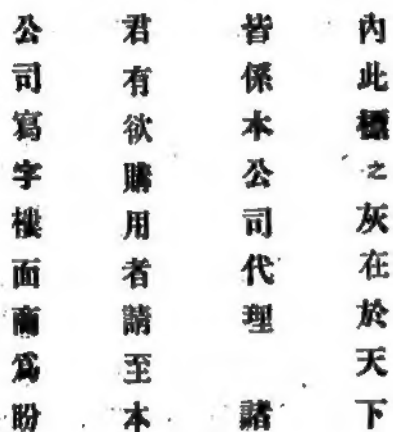 內此標之灰在於天下
皆係本公司代理 諸
君有欲購用者請至本
公司寫字樓面商爲盼